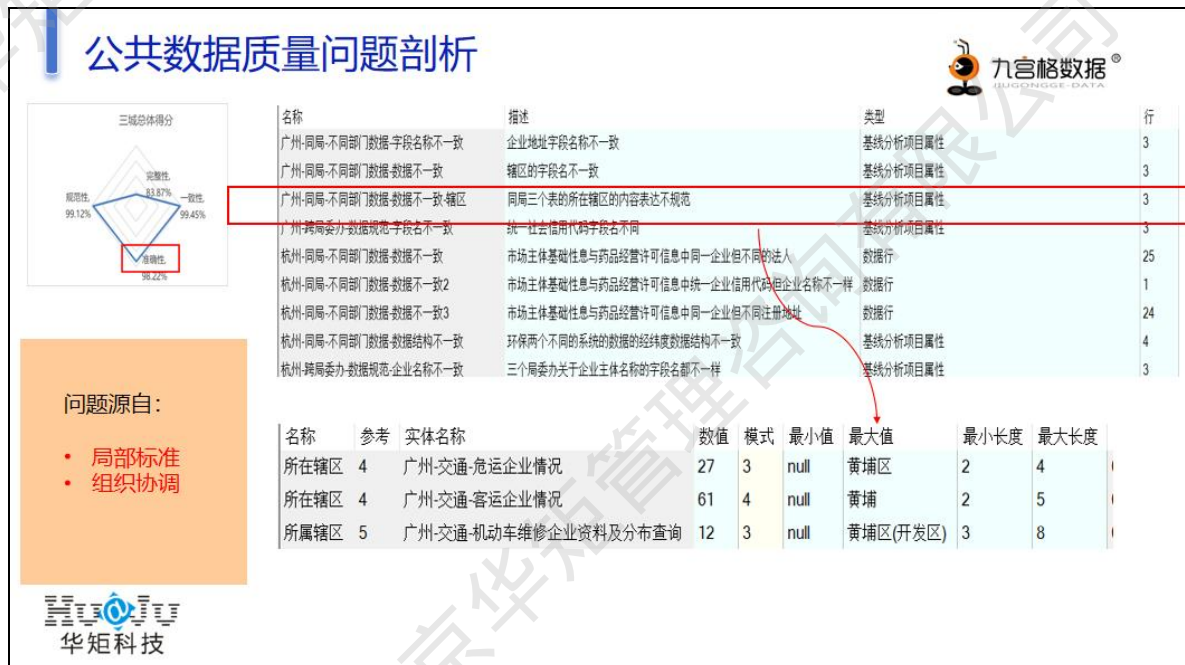 公共数据质量问题剖析
九宫格数据®
JIUGONGGE-DATA
三城总体得分
完整性,
83.87%
规范性,
99.12%
一致性,
99.45%
准确性,
98.22%
名称 描述 类型 行
广州-同局-不同部门数据-字段名称不一致 企业地址字段名称不一致 基线分析项目属性 3
广州-同局-不同部门数据-数据不一致 辖区的字段名不一致 基线分析项目属性 3
广州-同局-不同部门数据-数据不一致-辖区 同局三个表的所在辖区的内容表达不规范 基线分析项目属性 3
广州-跨局委办-数据规范-字段名不一致 统一社会信用代码字段名不同 基线分析项目属性 3
杭州-同局-不同部门数据-数据不一致 市场主体基础性息与药品经营许可信息中同一企业但不同的法人 数据行 25
杭州-同局-不同部门数据-数据不一致2 市场主体基础性息与药品经营许可信息中统一企业信用代码但企业名称不一样 数据行 1
杭州-同局-不同部门数据-数据不一致3 市场主体基础性息与药品经营许可信息中同一企业但不同注册地址 数据行 24
杭州-同局-不同部门数据-数据结构不一致 环保两个不同的系统的数据的经纬度数据结构不一致 基线分析项目属性 4
杭州-跨局委办-数据规范-企业名称不一致 三个局委办关于企业主体名称的字段名都不一样 基线分析项目属性 3
问题源自：
• 局部标准
• 组织协调
名称 参考 实体名称 数值 模式 最小值 最大值 最小长度 最大长度
所在辖区 4 广州-交通-危运企业情况 27 3 null 黄埔区 2 4
所在辖区 4 广州-交通-客运企业情况 61 4 null 黄埔 2 5
所属辖区 5 广州-交通-机动车维修企业资料及分布查询 12 3 null 黄埔区(开发区) 3 8
Hu@Ju
华矩科技
京华矩管理咨询有限公司